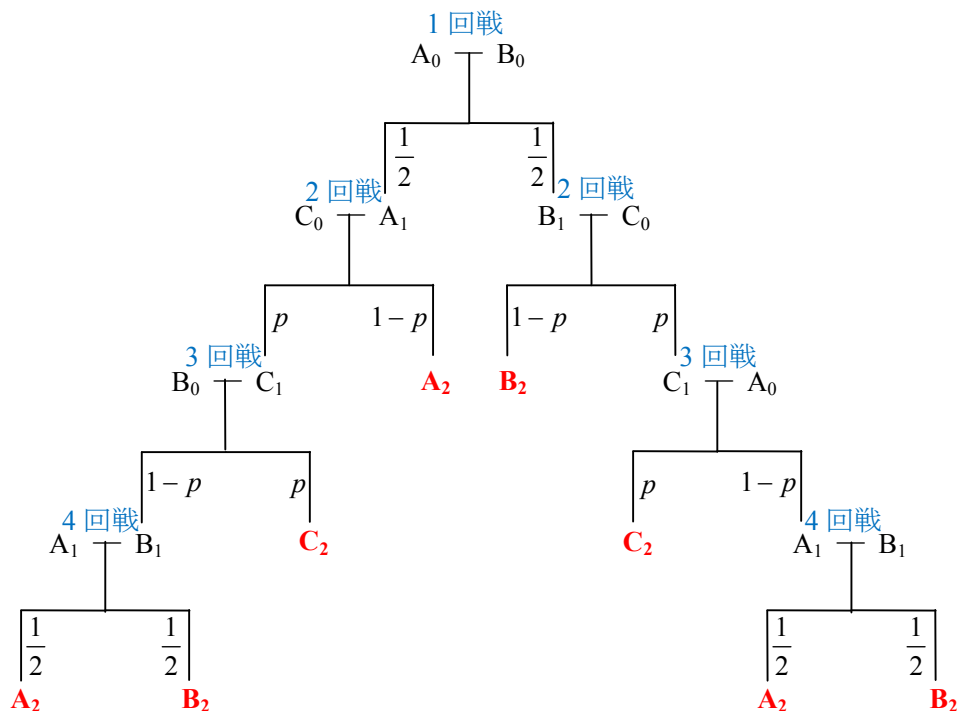 1 回戦
A₀ B₀
1/2 1/2
2 回戦 2 回戦
C₀ A₁ B₁ C₀
p 1 − p 1 − p p
3 回戦 3 回戦
B₀ C₁ A₂ B₂ C₁ A₀
1 − p p p 1 − p
4 回戦 4 回戦
A₁ B₁ C₂ C₂ A₁ B₁
1/2 1/2 1/2 1/2
A₂ B₂ A₂ B₂